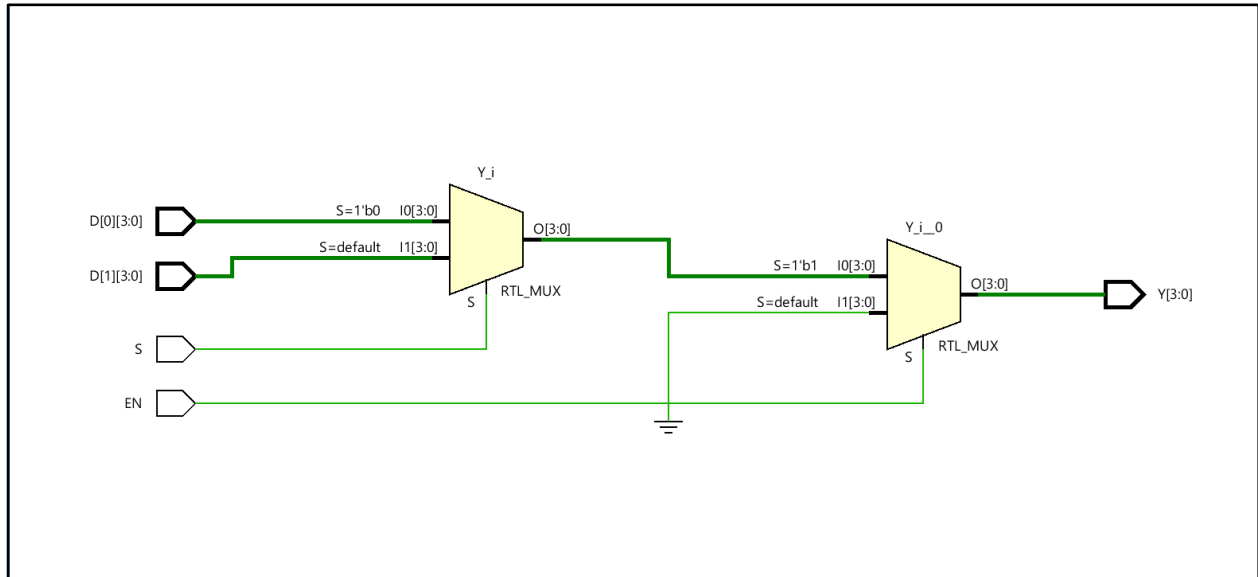 Y_i
D[0][3:0]
S=1'b0
I0[3:0]
O[3:0]
S=default
I1[3:0]
D[1][3:0]
S
RTL_MUX
S
EN
Y_i__0
S=1'b1
I0[3:0]
O[3:0]
Y[3:0]
S=default
I1[3:0]
S
RTL_MUX